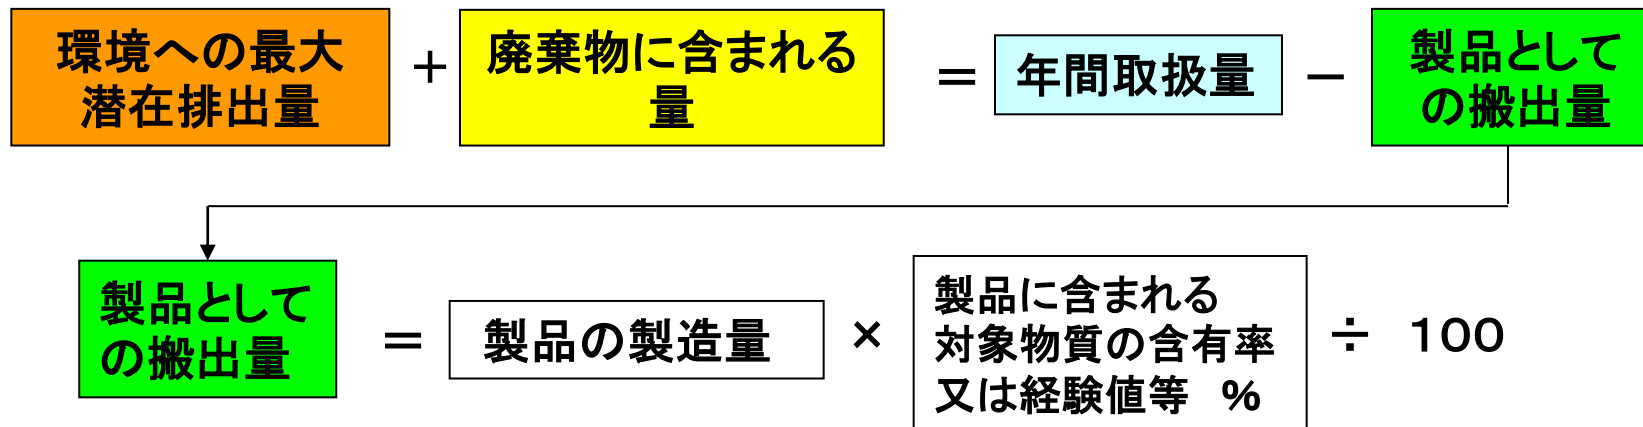 環境への最大
潜在排出量
＋
廃棄物に含まれる
量
＝
年間取扱量
－
製品として
の搬出量
製品として
の搬出量
＝
製品の製造量
×
製品に含まれる
対象物質の含有率
又は経験値等　%
÷　１００